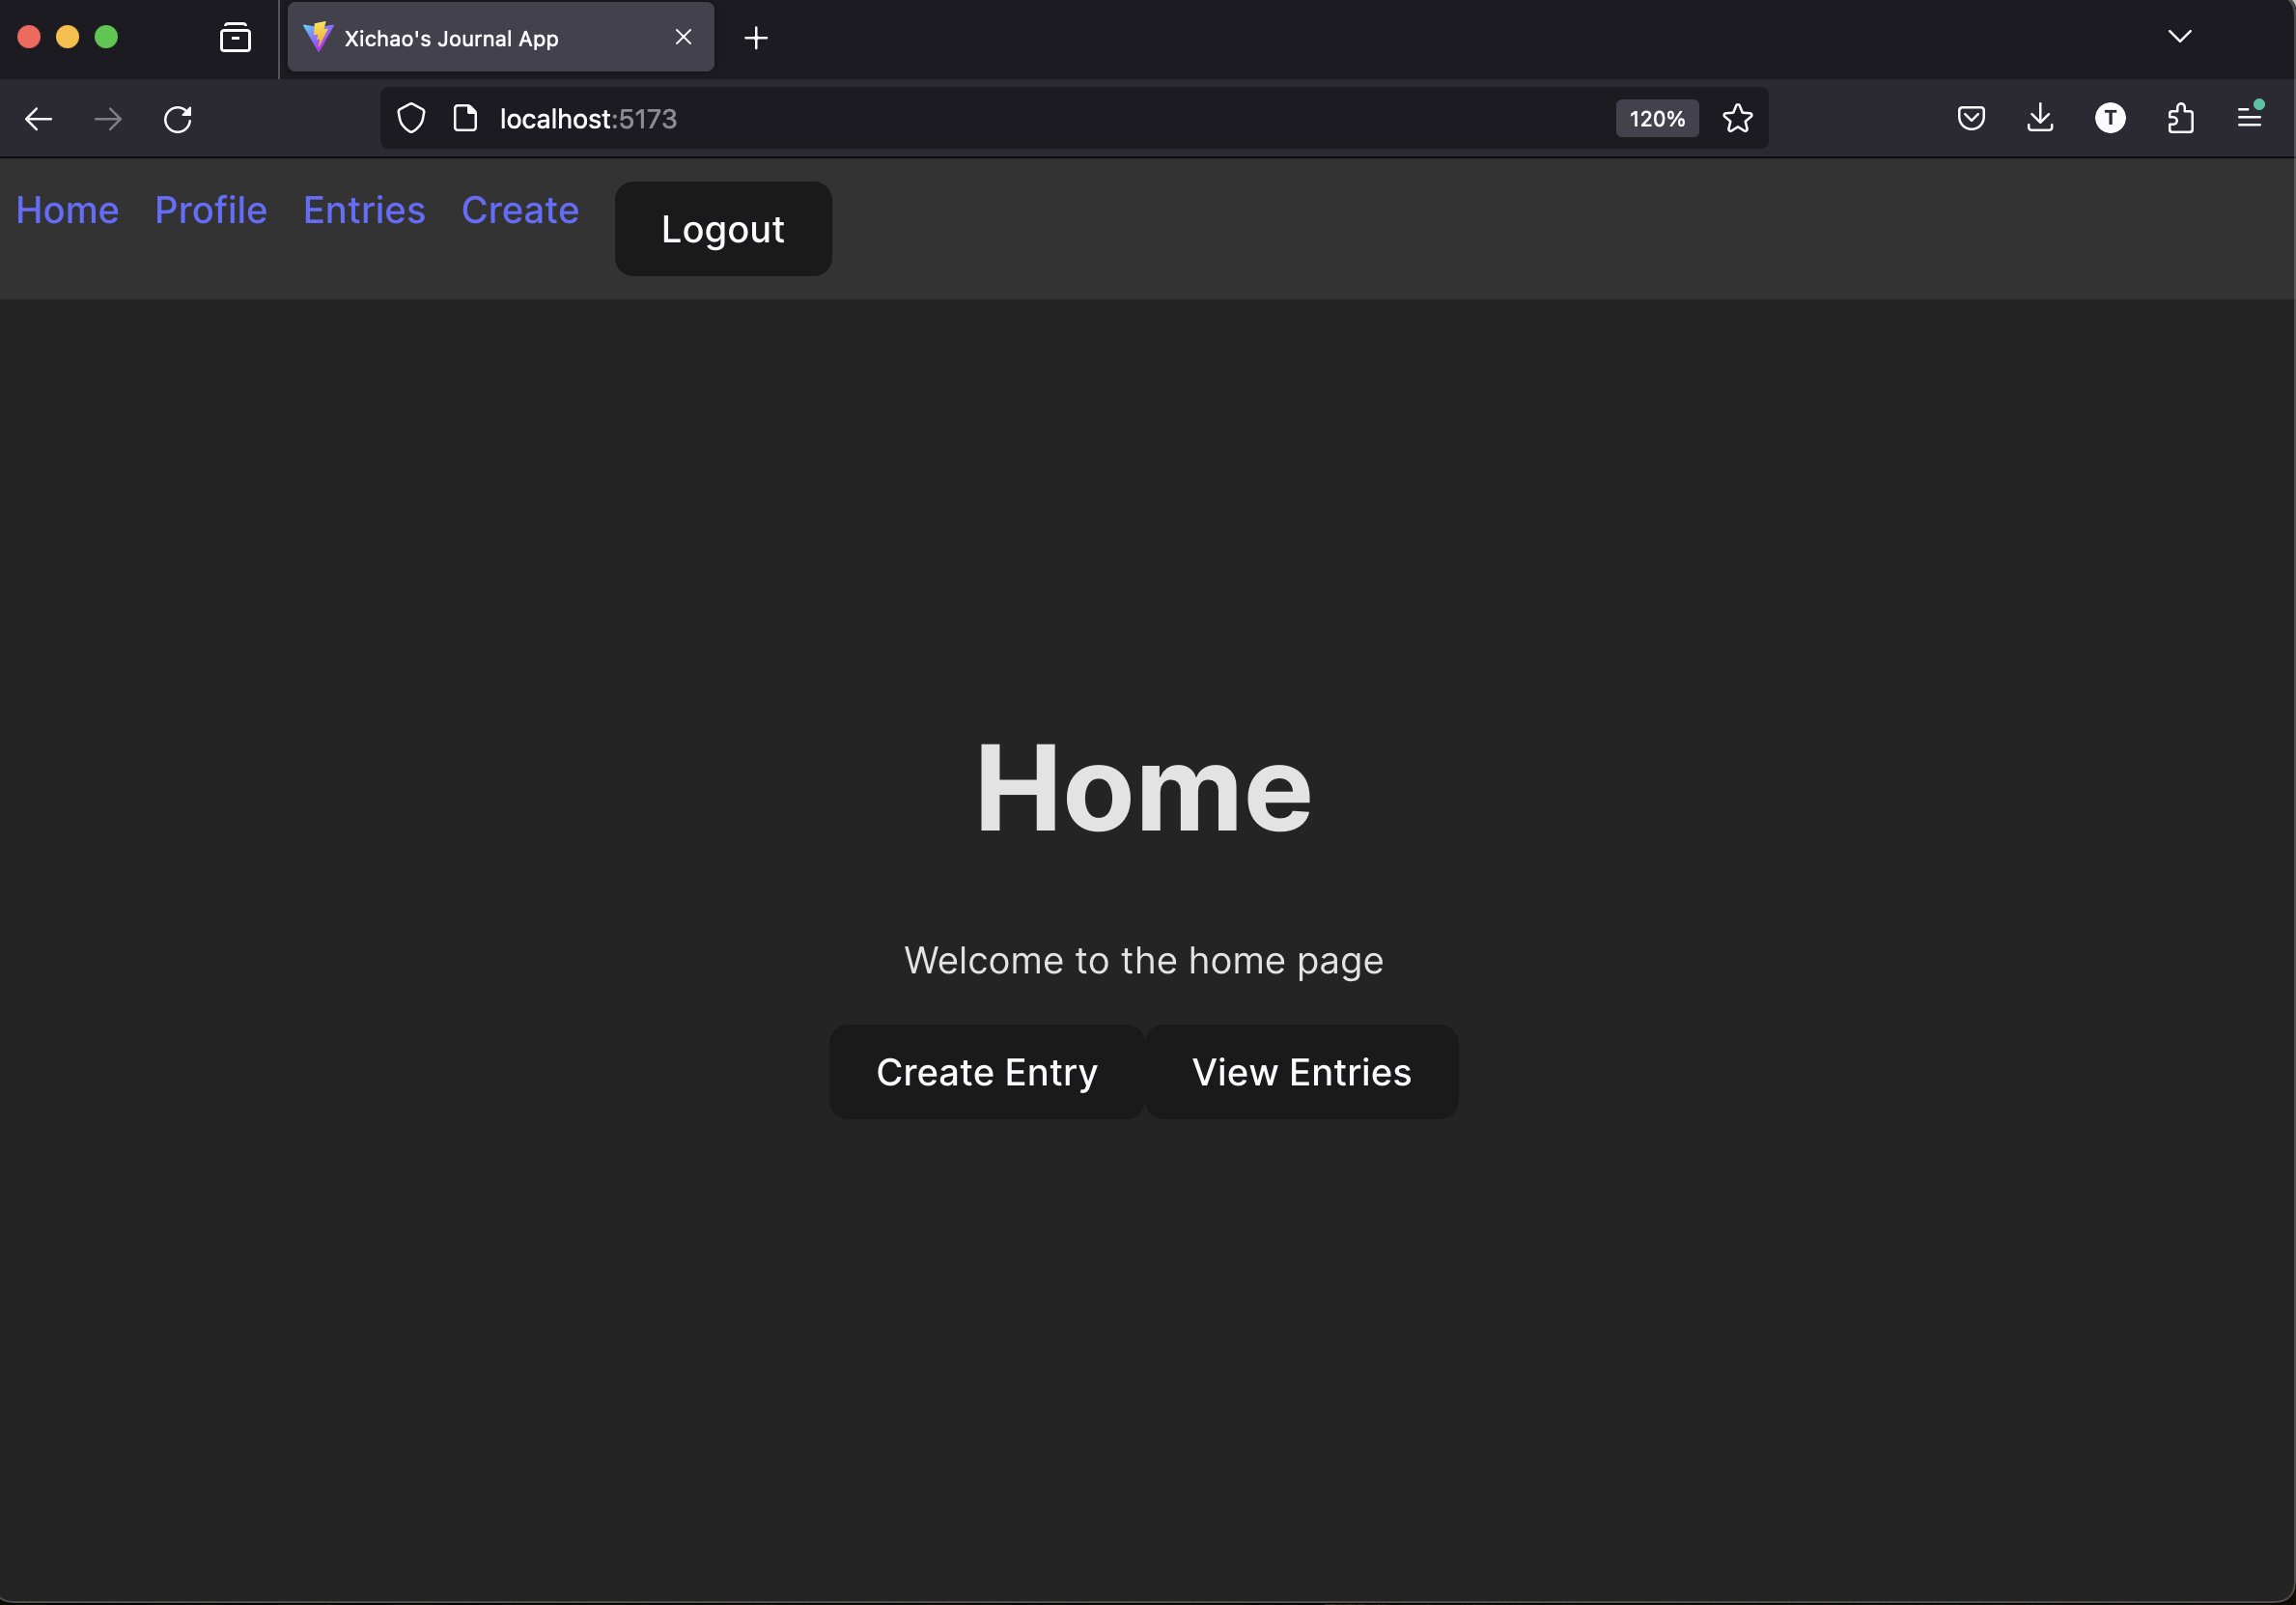 Xichao's Journal App
localhost:5173
120%
T
Home Profile Entries Create Logout
Home
Welcome to the home page
Create Entry View Entries